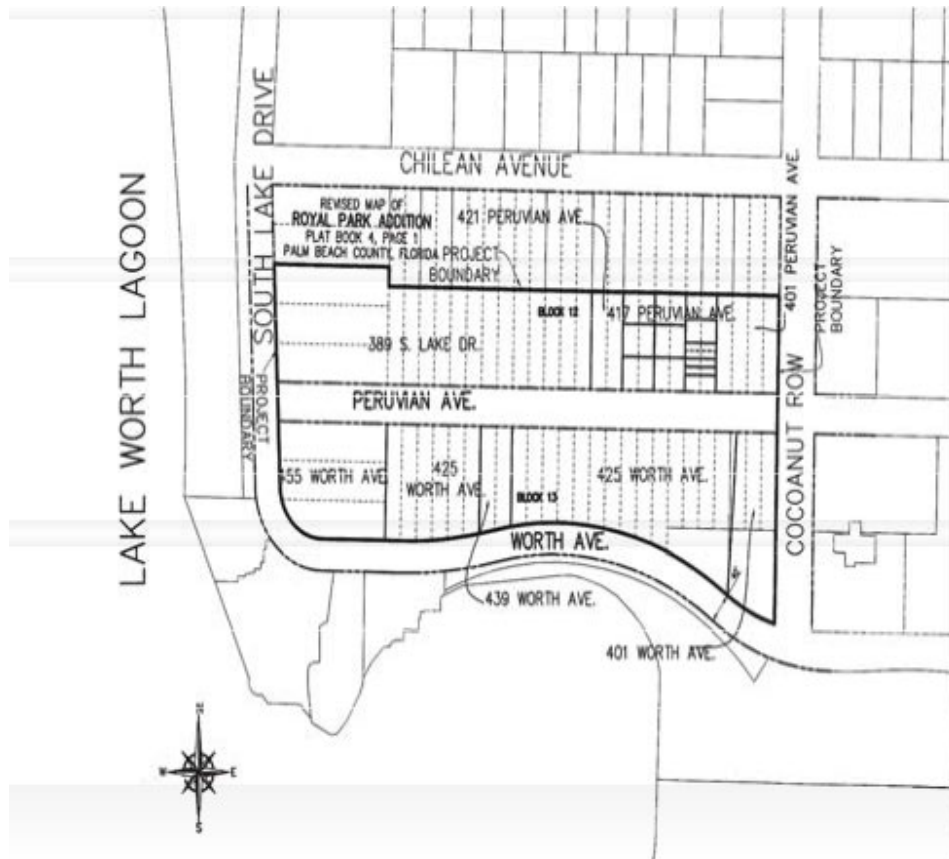 LAKE WORTH LAGOON
SOUTH LAKE DRIVE
CHILEAN AVENUE
REVISED MAP OF
ROYAL PARK ADDITION
PLAT BOOK 4, PAGE 1
PALM BEACH COUNTY, FLORIDA
421 PERUVIAN AVE.
PROJECT
BOUNDARY
401 PERUVIAN AVE.
PROJECT
BOUNDARY
BLOCK 12
417 PERUVIAN AVE.
389 S. LAKE DR.
PROJECT
BOUNDARY
PERUVIAN AVE.
COCOANUT ROW
455 WORTH AVE.
425
WORTH AVE.
425 WORTH AVE.
BLOCK 13
WORTH AVE.
439 WORTH AVE.
401 WORTH AVE.
W
E
S